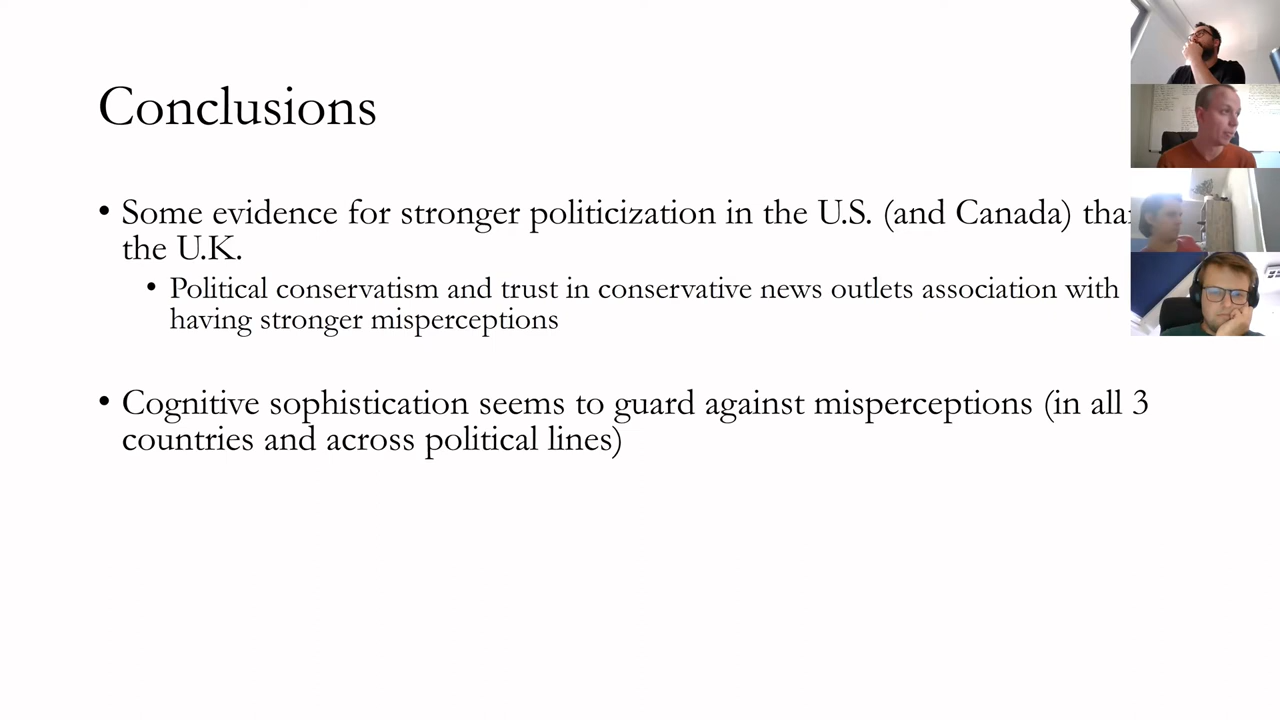 Conclusions
• Some evidence for stronger politicization in the U.S. (and Canada)
the U.K.
• Political conservatism and trust in conservative news outlets association with
having stronger misperceptions
• Cognitive sophistication seems to guard against misperceptions (in all 3
countries and across political lines)